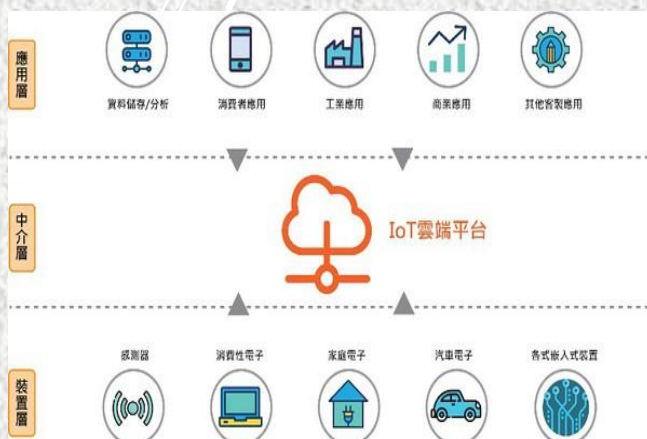 應用層
資料儲存/分析
消費者應用
工業應用
商業應用
其他客製應用
中介層
IoT雲端平台
裝置層
感測器
消費性電子
家庭電子
汽車電子
各式嵌入式裝置